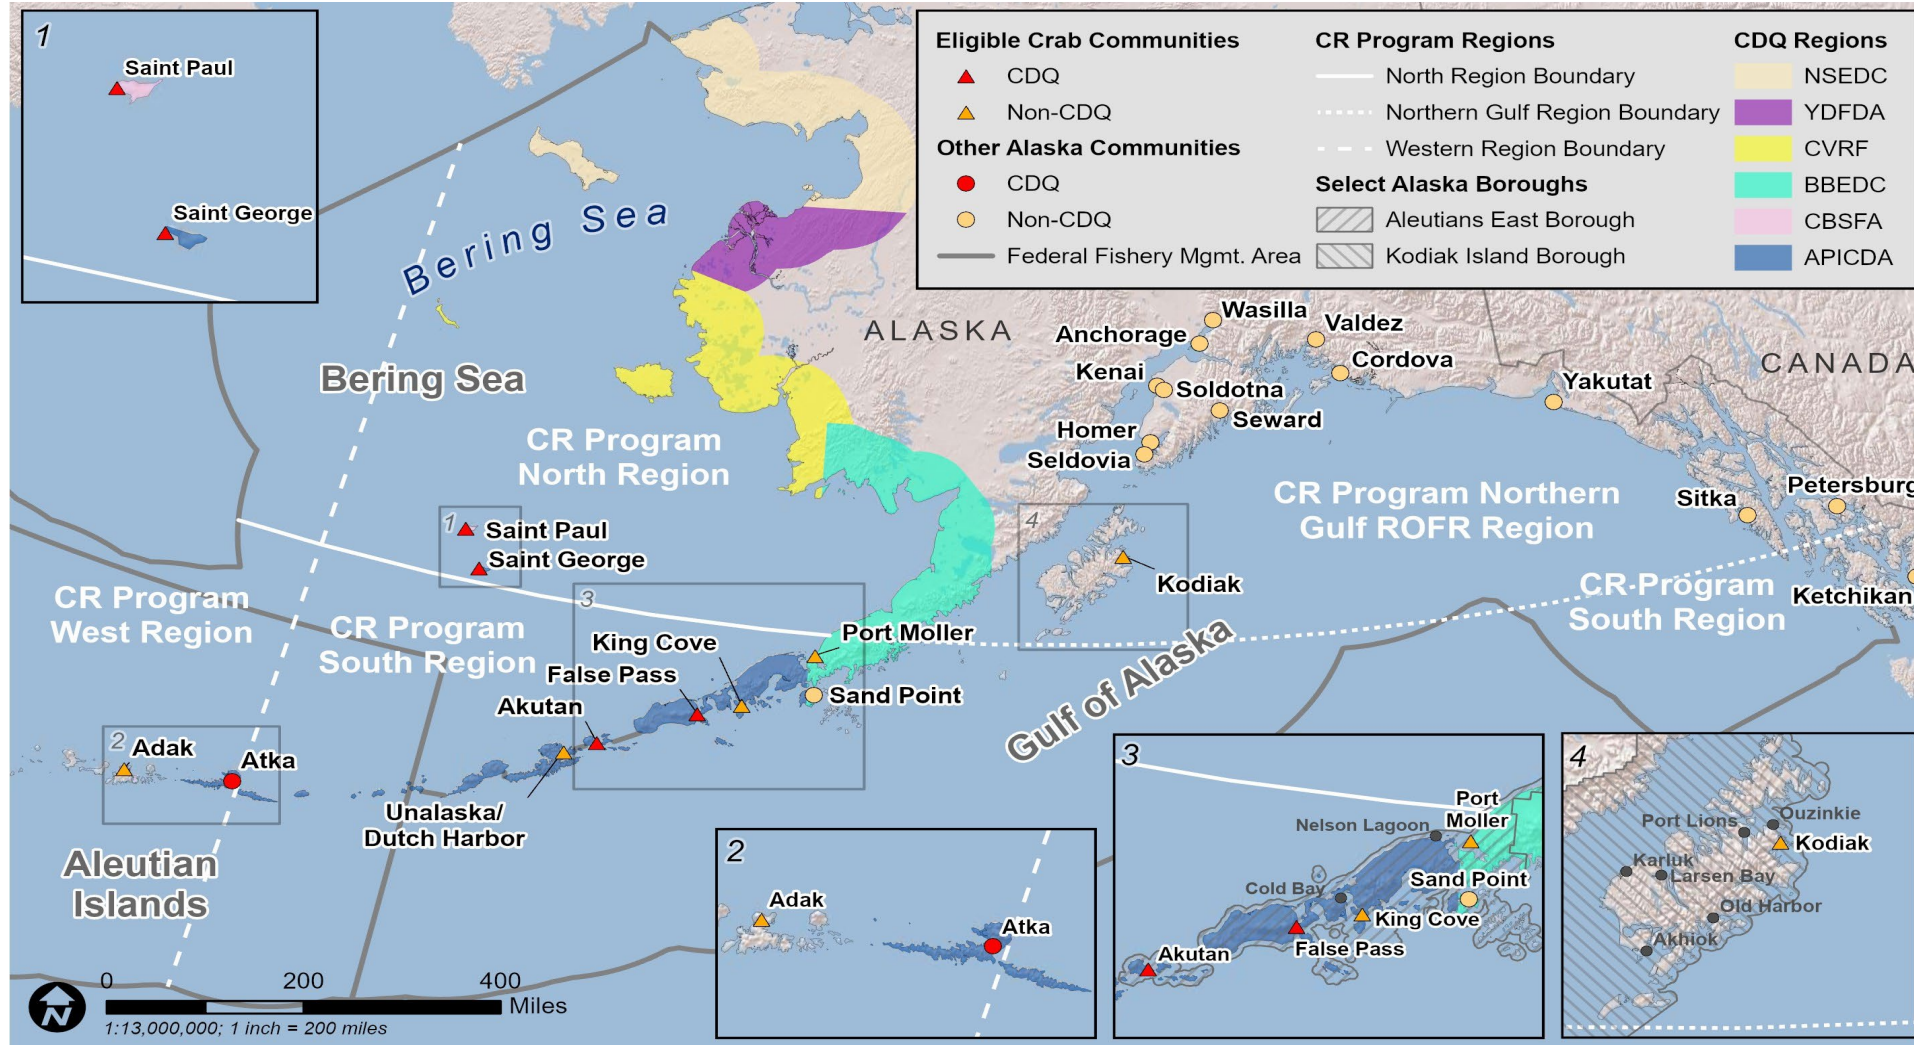 1
Saint Paul
Saint George
Eligible Crab Communities
CDQ
Non-CDQ
Other Alaska Communities
CDQ
Non-CDQ
Federal Fishery Mgmt. Area
CR Program Regions
North Region Boundary
Northern Gulf Region Boundary
Western Region Boundary
Select Alaska Boroughs
Aleutians East Borough
Kodiak Island Borough
CDQ Regions
NSEDC
YDFDA
CVRF
BBEDC
CBSFA
APICDA
Bering Sea
ALASKA
CANADA
Wasilla
Anchorage
Valdez
Kenai
Cordova
Soldotna
Yakutat
Seward
Homer
Seldovia
Bering Sea
CR Program
North Region
CR Program Northern
Gulf ROFR Region
Sitka
Petersburg
1
Saint Paul
Saint George
4
Kodiak
CR Program
West Region
CR Program
South Region
3
King Cove
Port Moller
False Pass
Sand Point
Akutan
CR Program
South Region
Ketchikan
Gulf of Alaska
2
Adak
Atka
Unalaska/
Dutch Harbor
Aleutian
Islands
2
Adak
Atka
3
Port
Moller
Nelson Lagoon
Sand Point
Cold Bay
King Cove
False Pass
Akutan
4
Ouzinkie
Port Lions
Kodiak
Karluk
Larsen Bay
Old Harbor
Akhiok
N
0 200 400
Miles
1:13,000,000; 1 inch = 200 miles